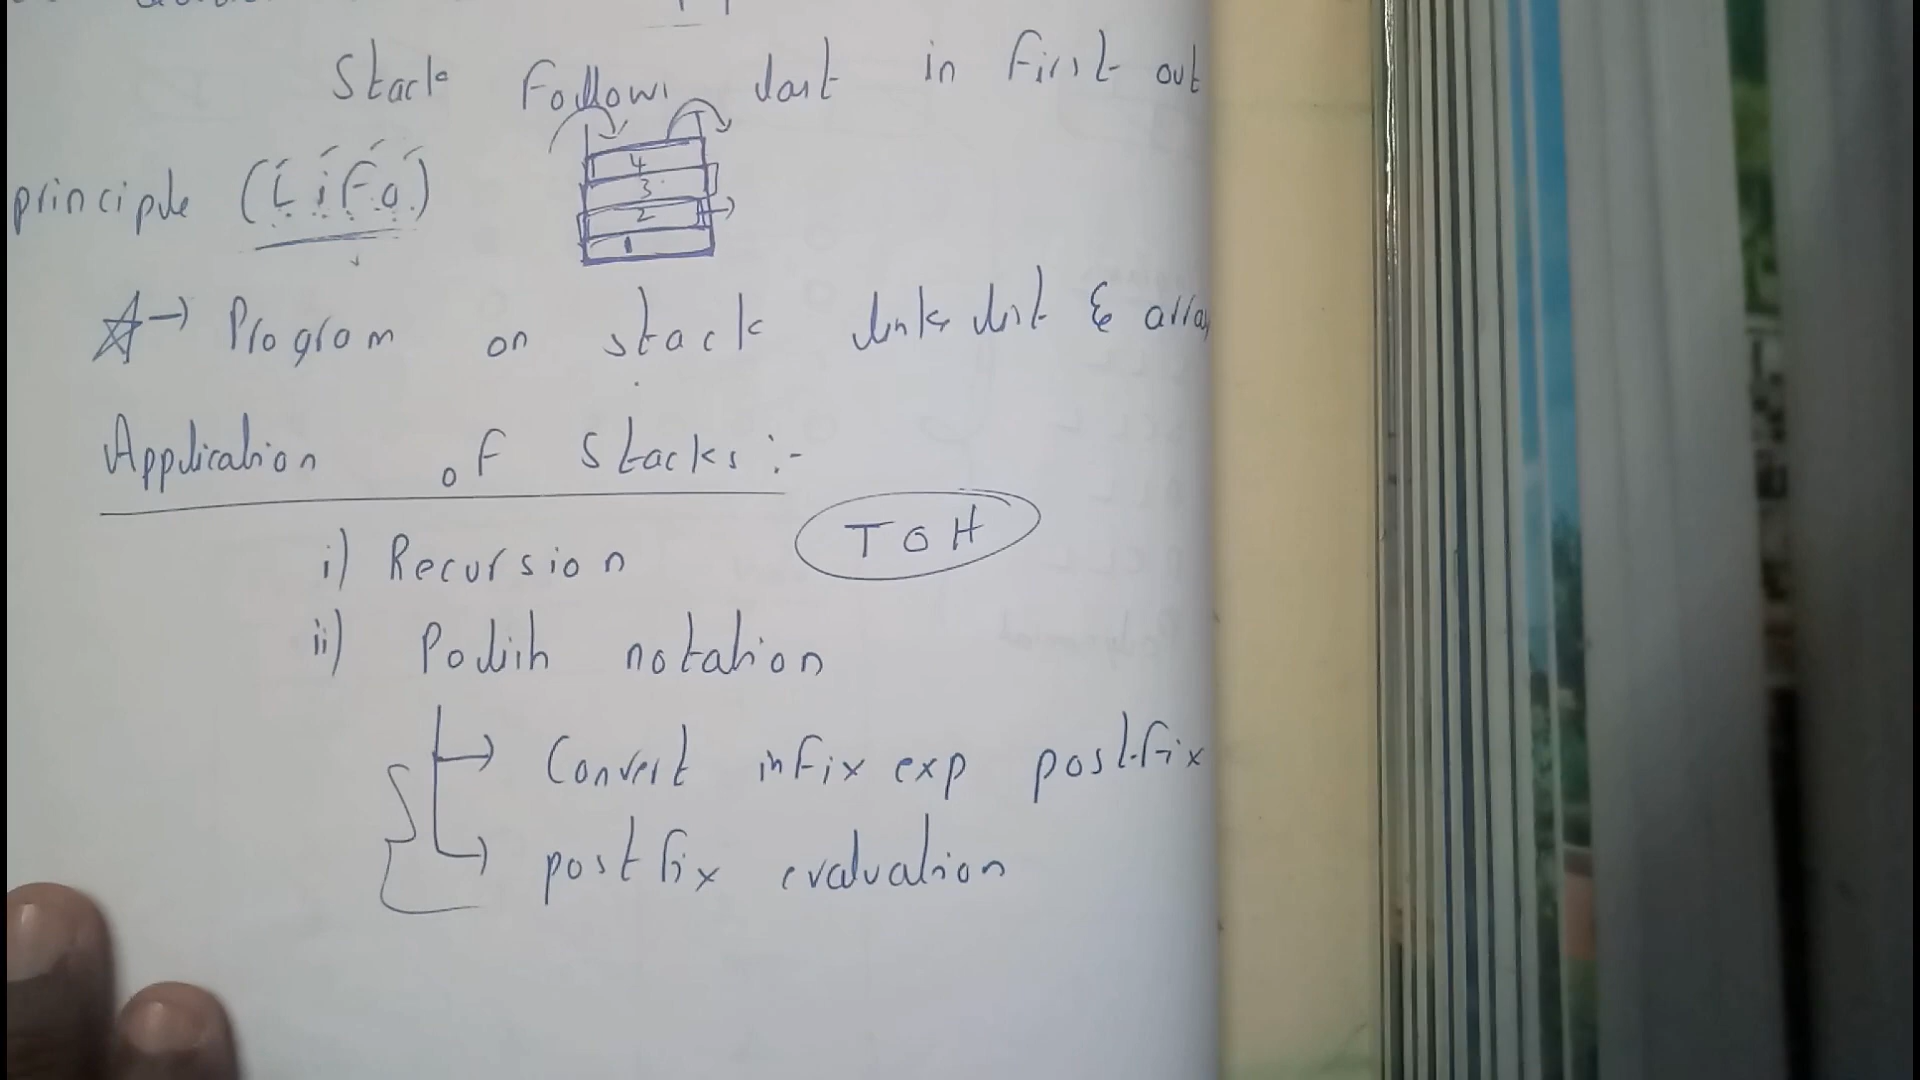 Stack Follows last in first out
principle (LiFo)
4
3
2
1
→ Program on stack link list & array
Application of Stacks :-
TOH
i) Recursion
ii) Polish notation
→ Convert infix exp postfix
→ postfix evaluation